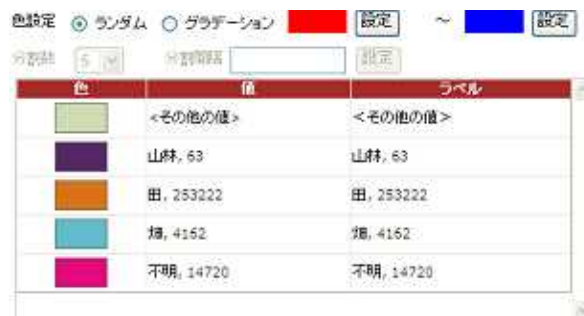 色設定 ランダム グラデーション 設定 ～ 設定
分割数 5 分割間隔 設定
色 値 ラベル
<その他の値> <その他の値>
山林, 63 山林, 63
田, 253222 田, 253222
畑, 4162 畑, 4162
不明, 14720 不明, 14720